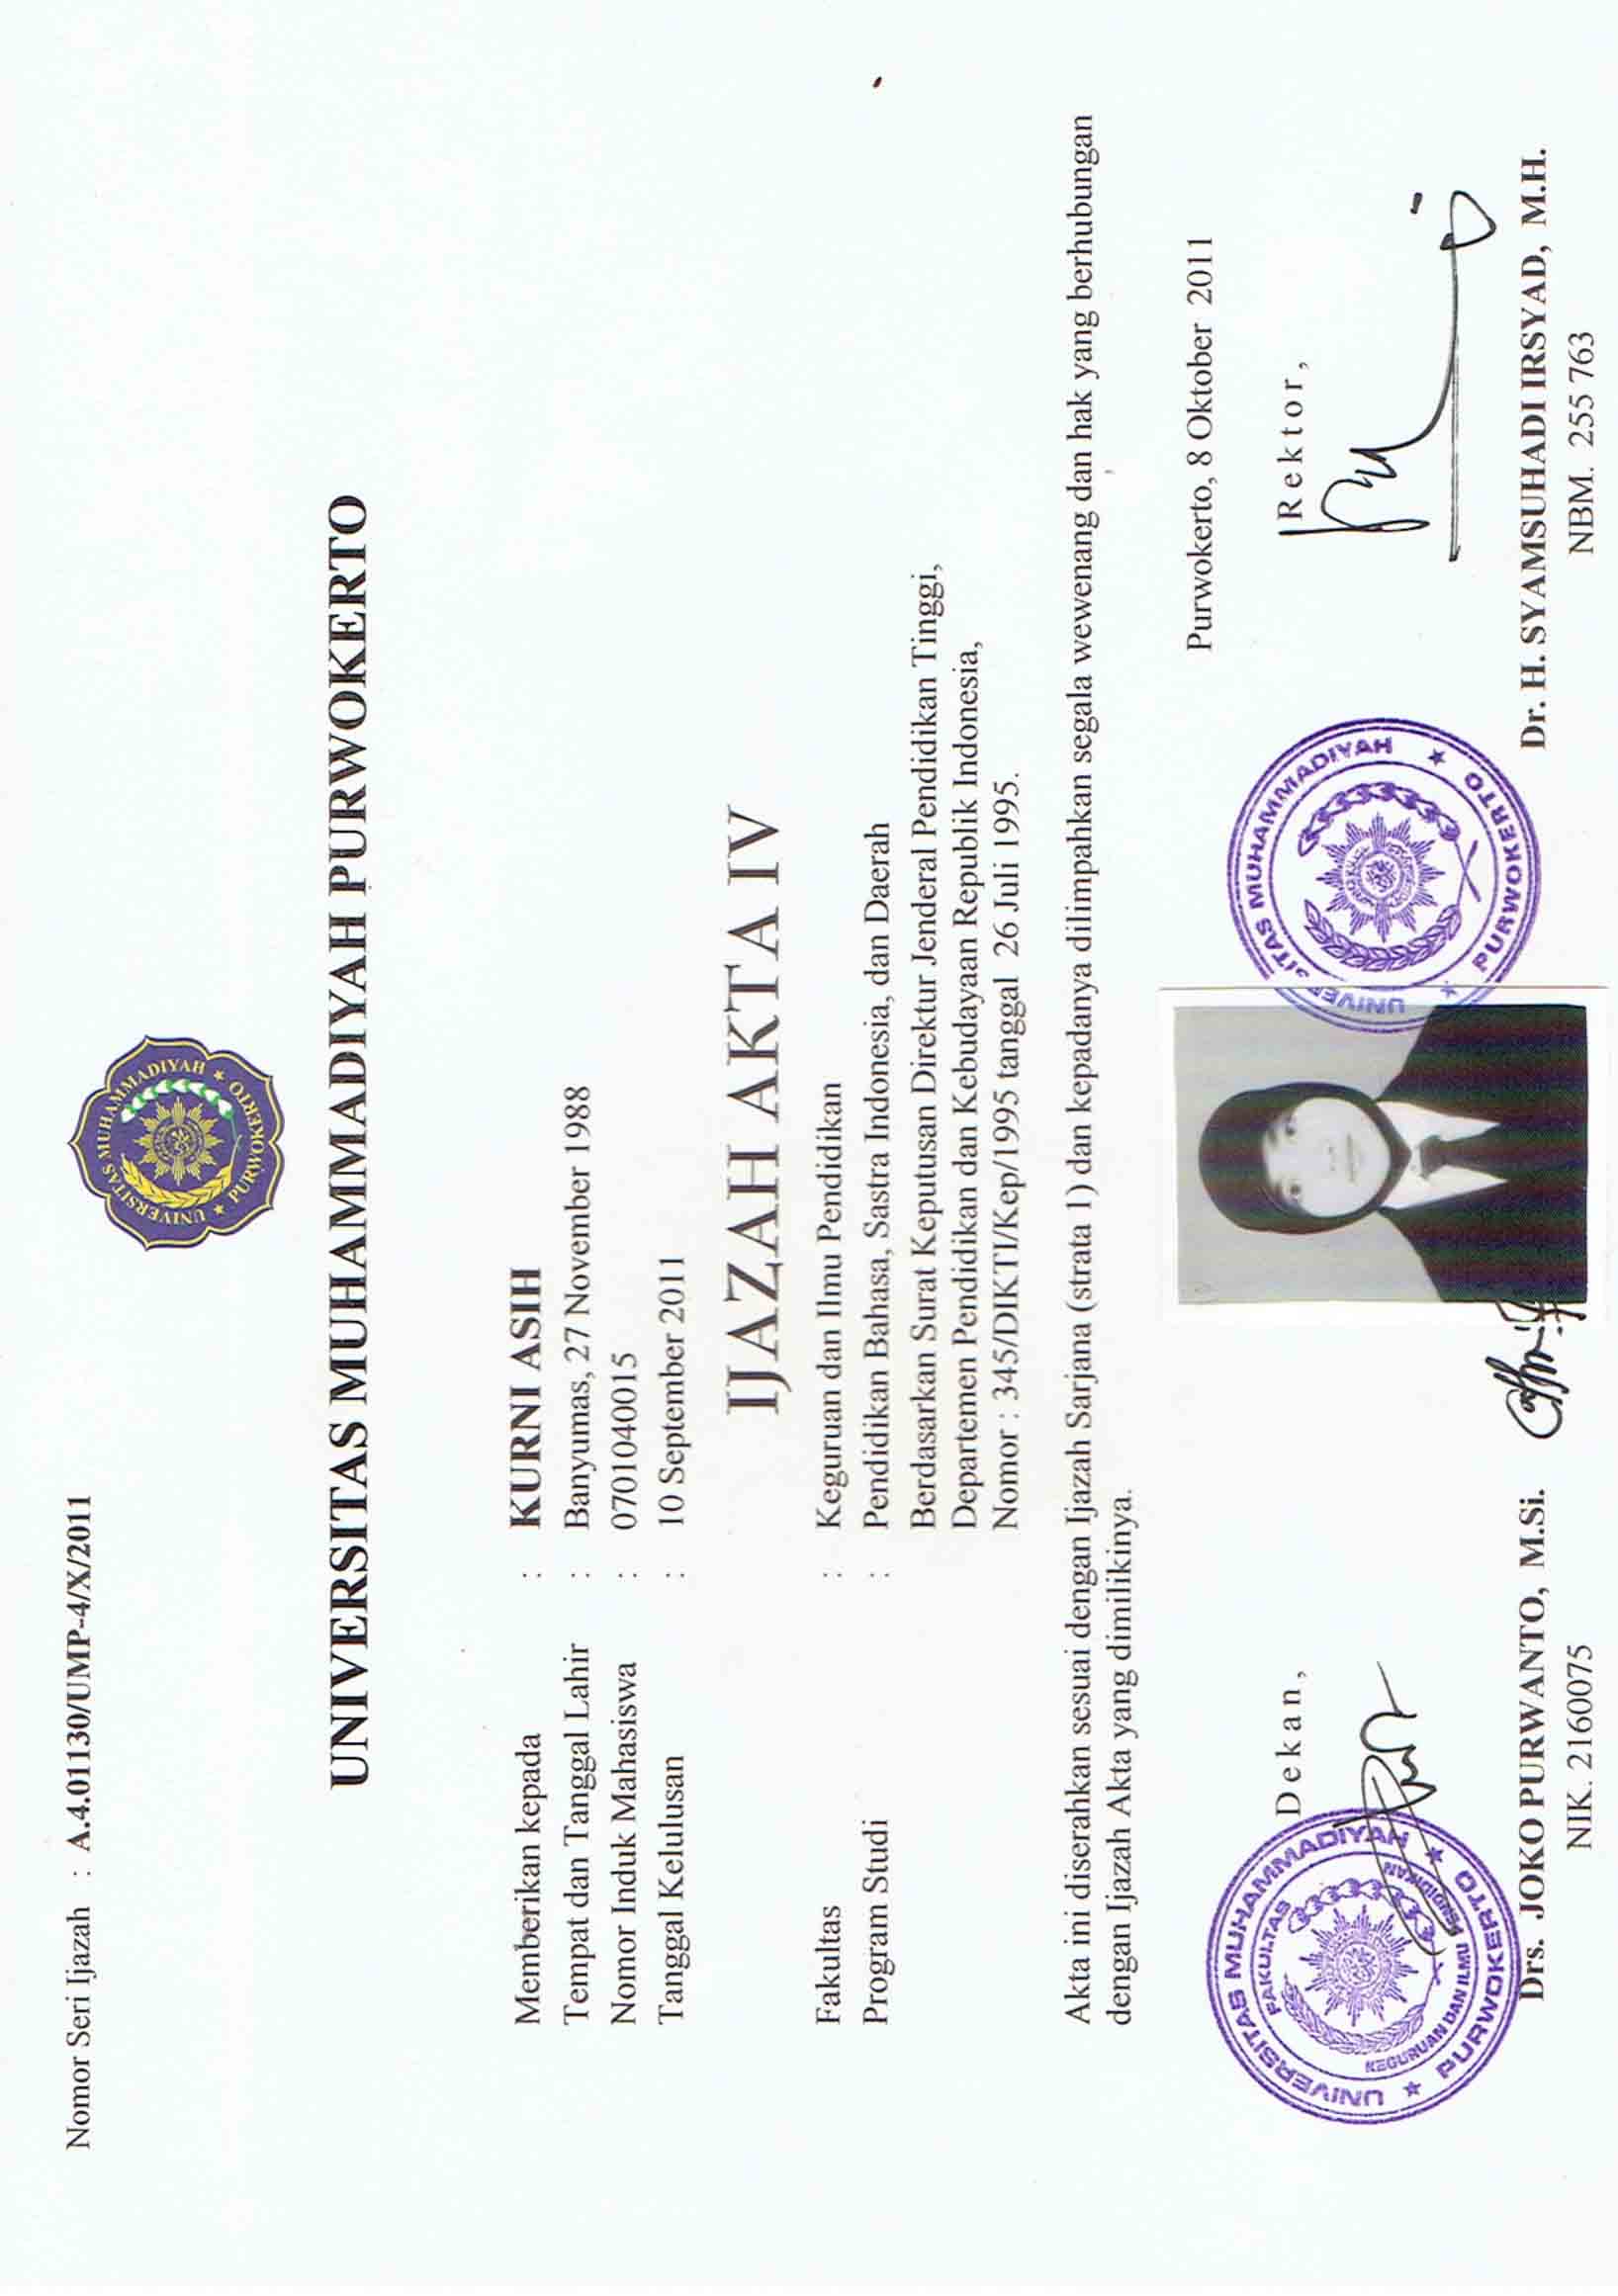 Nomor Seri Ijazah : A.4.01130/UMP-4/X/2011
UNIVERSITAS MUHAMMADIYAH ★ PURWOKERTO ★
UNIVERSITAS MUHAMMADIYAH PURWOKERTO
Memberikan kepada : KURNI ASIH
Tempat dan Tanggal Lahir : Banyumas, 27 November 1988
Nomor Induk Mahasiswa : 0701040015
Tanggal Kelulusan : 10 September 2011
IJAZAH AKTA IV
Fakultas : Keguruan dan Ilmu Pendidikan
Program Studi : Pendidikan Bahasa, Sastra Indonesia, dan Daerah
Berdasarkan Surat Keputusan Direktur Jenderal Pendidikan Tinggi,
Departemen Pendidikan dan Kebudayaan Republik Indonesia,
Nomor : 345/DIKTI/Kep/1995 tanggal 26 Juli 1995.
Akta ini diserahkan sesuai dengan Ijazah Sarjana (strata 1) dan kepadanya dilimpahkan segala wewenang dan hak yang berhubungan
dengan Ijazah Akta yang dimilikinya.
Purwokerto, 8 Oktober 2011
Dekan,
Rektor,
UNIVERSITAS MUHAMMADIYAH ★ PURWOKERTO ★
FAKULTAS
KEGURUAN DAN ILMU PENDIDIKAN
UNIVERSITAS MUHAMMADIYAH ★ PURWOKERTO ★
Drs. JOKO PURWANTO, M.Si.
NIK. 2160075
Dr. H. SYAMSUHADI IRSYAD, M.H.
NBM. 255 763